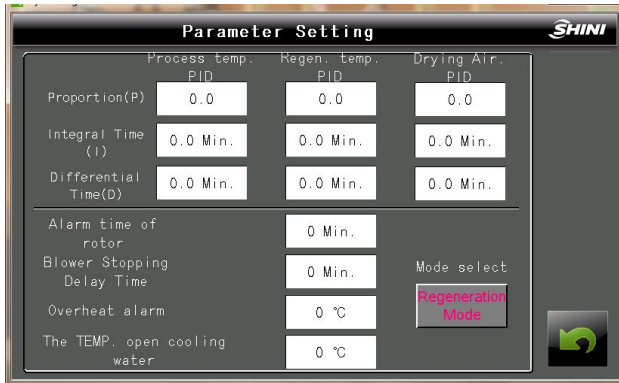 Parameter Setting
SHINI
Process temp. Regen. temp. Drying Air.
PID PID PID
Proportion(P) 0.0 0.0 0.0
Integral Time
(I) 0.0 Min. 0.0 Min. 0.0 Min.
Differential
Time(D) 0.0 Min. 0.0 Min. 0.0 Min.
Alarm time of
rotor 0 Min.
Blower Stopping
Delay Time 0 Min.
Mode select
Regeneration
Mode
Overheat alarm 0 ℃
The TEMP. open cooling
water 0 ℃